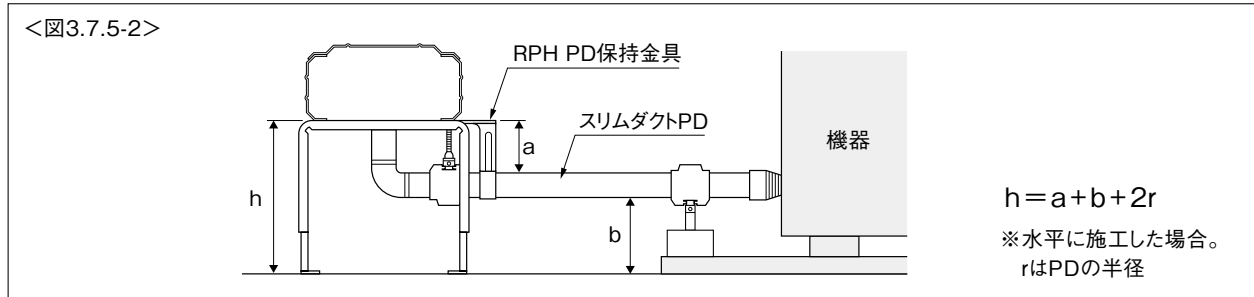 <図3.7.5-2>
RPH PD保持金具
スリムダクトPD
機器
a
h
b
h=a+b+2r
※水平に施工した場合。
rはPDの半径